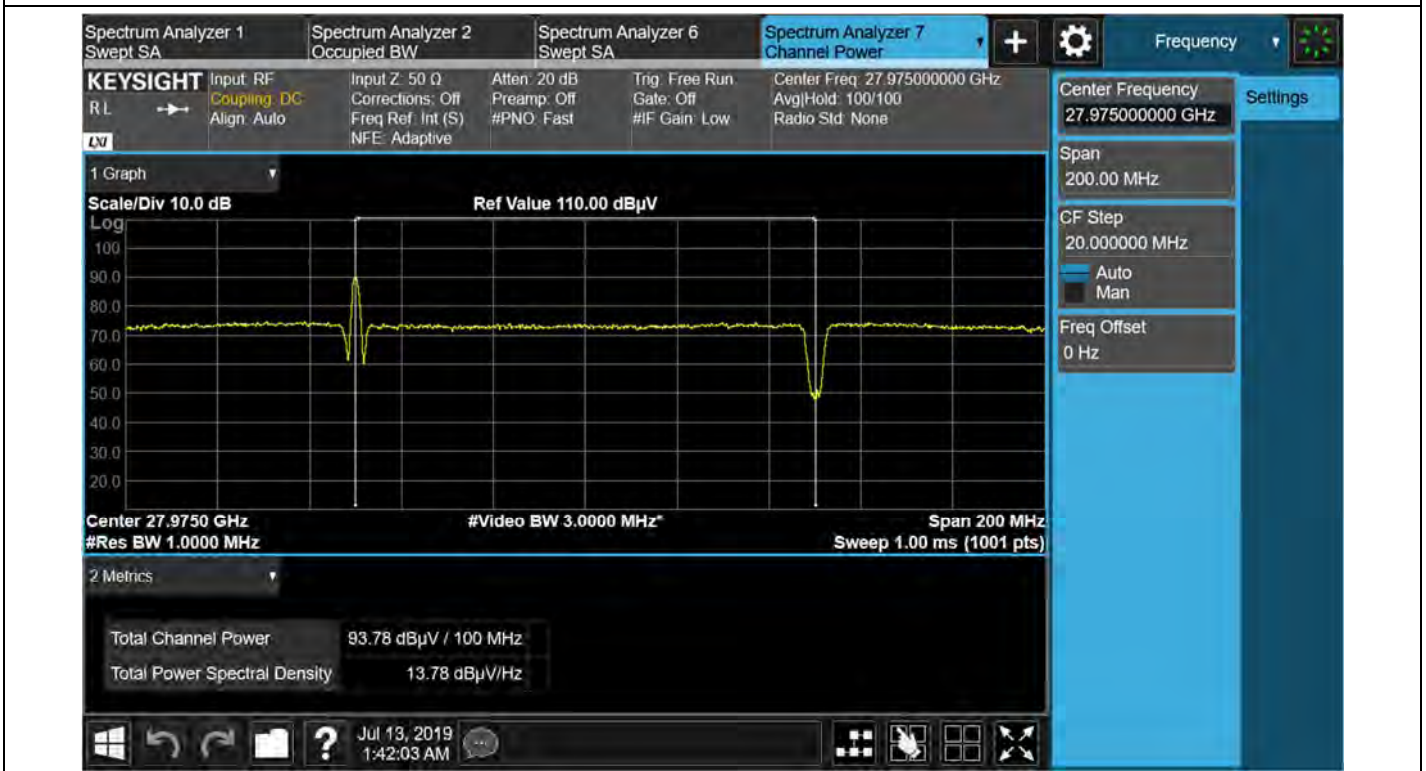 Spectrum Analyzer 1
Swept SA
Spectrum Analyzer 2
Occupied BW
Spectrum Analyzer 6
Swept SA
Spectrum Analyzer 7
Channel Power
+
Frequency
KEYSIGHT
RL
LXI
Input: RF
Coupling: DC
Align: Auto
Input Z: 50 Ω
Corrections: Off
Freq Ref: Int (S)
NFE: Adaptive
Atten: 20 dB
Preamp: Off
#PNO: Fast
Trig: Free Run
Gate: Off
#IF Gain: Low
Center Freq: 27.975000000 GHz
Avg|Hold: 100/100
Radio Std: None
Center Frequency
27.975000000 GHz
Settings
Span
200.00 MHz
CF Step
20.000000 MHz
Auto
Man
Freq Offset
0 Hz
1 Graph
Scale/Div 10.0 dB
Ref Value 110.00 dBµV
Log
100
90.0
80.0
70.0
60.0
50.0
40.0
30.0
20.0
Center 27.9750 GHz
#Video BW 3.0000 MHz*
Span 200 MHz
#Res BW 1.0000 MHz
Sweep 1.00 ms (1001 pts)
2 Metrics
Total Channel Power 93.78 dBµV / 100 MHz
Total Power Spectral Density 13.78 dBµV/Hz
?
Jul 13, 2019
1:42:03 AM